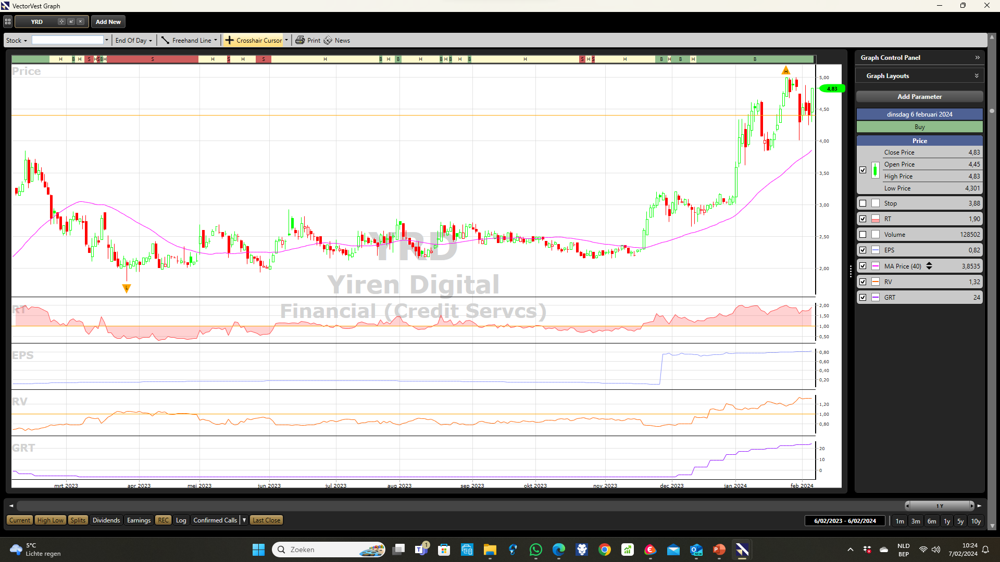 VectorVest Graph
YRD
Add New
Stock
End Of Day
Freehand Line
Crosshair Cursor
Print
News
H B H S H S B H S H S H S H B H B H B H B H B H S H S H B H B H B
Price
H
5,00
4,83
4,50
4,00
3,50
3,00
2,50
2,00
L
YRD
Yiren Digital
Financial (Credit Servcs)
RT
2,00
1,50
1,00
0,50
EPS
0,80
0,60
0,40
0,20
RV
1,20
1,00
0,80
GRT
20
10
0
mrt 2023 apr 2023 mei 2023 jun 2023 jul 2023 aug 2023 sep 2023 okt 2023 nov 2023 dec 2023 jan 2024 feb 2024
Graph Control Panel
Graph Layouts
Add Parameter
dinsdag 6 februari 2024
Buy
Price
Close Price 4,83
Open Price 4,45
High Price 4,83
Low Price 4,301
Stop 3,88
RT 1,90
Volume 128502
EPS 0,82
MA Price (40) 3,8535
RV 1,32
GRT 24
1 Y
Current High Low Splits Dividends Earnings REC Log Confirmed Calls Last Close
6/02/2023 - 6/02/2024 1m 3m 6m 1y 5y 10y
5°C
Lichte regen
Zoeken
1
NEW
NLD
BEP
10:24
7/02/2024